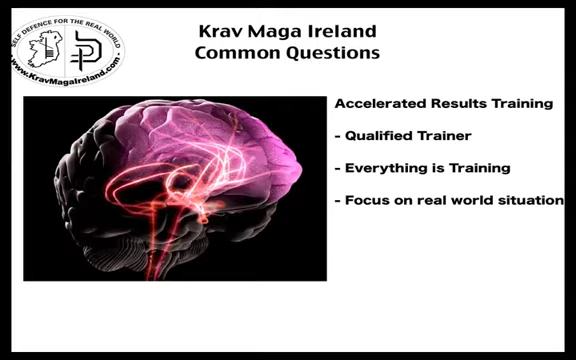 SELF DEFENCE FOR THE REAL WORLD
www.KravMagaIreland.com
Krav Maga Ireland
Common Questions
Accelerated Results Training
- Qualified Trainer
- Everything is Training
- Focus on real world situation